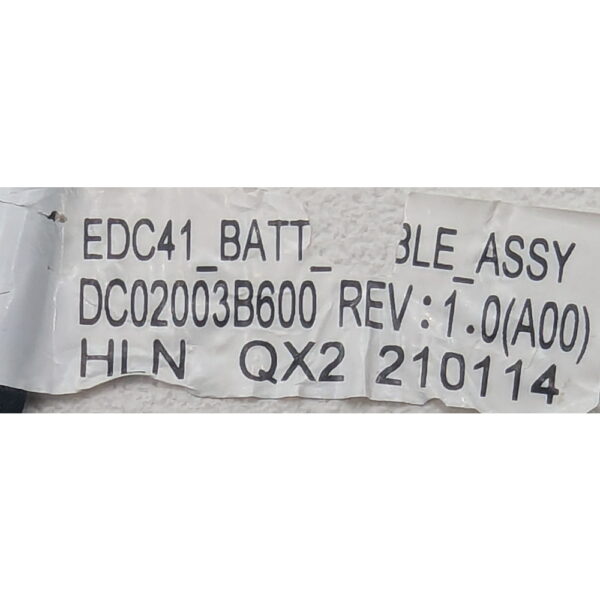 EDC41_BATT_ BLE_ASSY
DC02003B600 REV:1.0(A00)
HLN QX2 210114